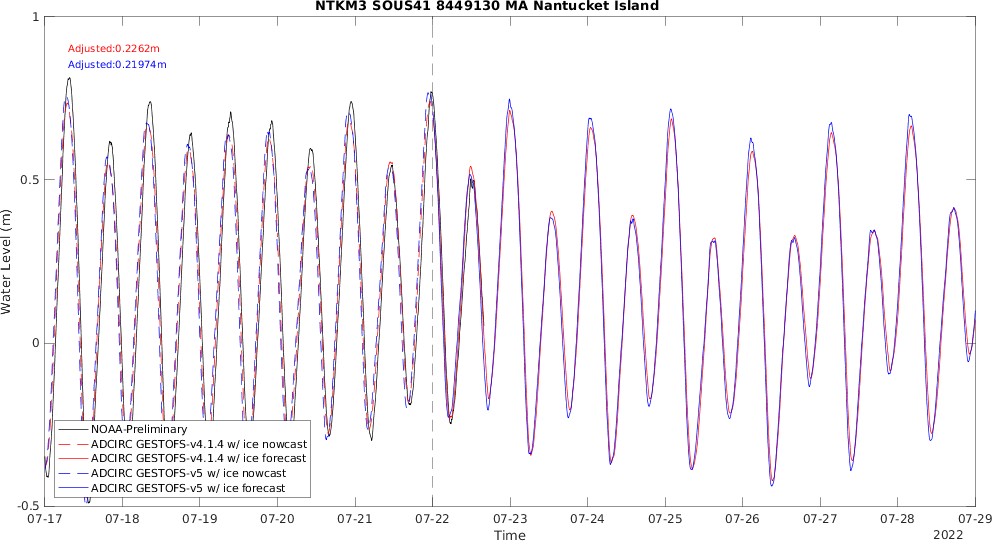 NTKM3 SOUS41 8449130 MA Nantucket Island
1
Adjusted:0.2262m
Adjusted:0.21974m
0.5
Water Level (m)
0
NOAA-Preliminary
ADCIRC GESTOFS-v4.1.4 w/ ice nowcast
ADCIRC GESTOFS-v4.1.4 w/ ice forecast
ADCIRC GESTOFS-v5 w/ ice nowcast
ADCIRC GESTOFS-v5 w/ ice forecast
-0.5
07-17 07-18 07-19 07-20 07-21 07-22 07-23 07-24 07-25 07-26 07-27 07-28 07-29
Time
2022